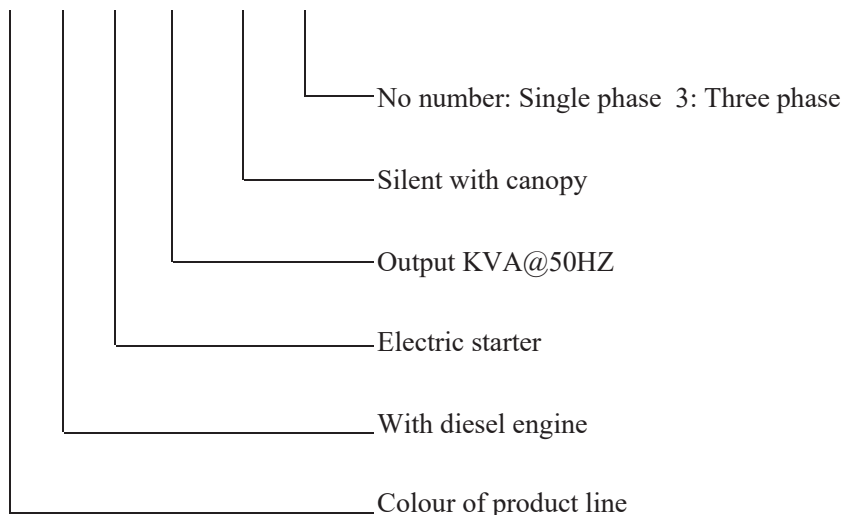 No number: Single phase 3: Three phase
Silent with canopy
Output KVA@50HZ
Electric starter
With diesel engine
Colour of product line